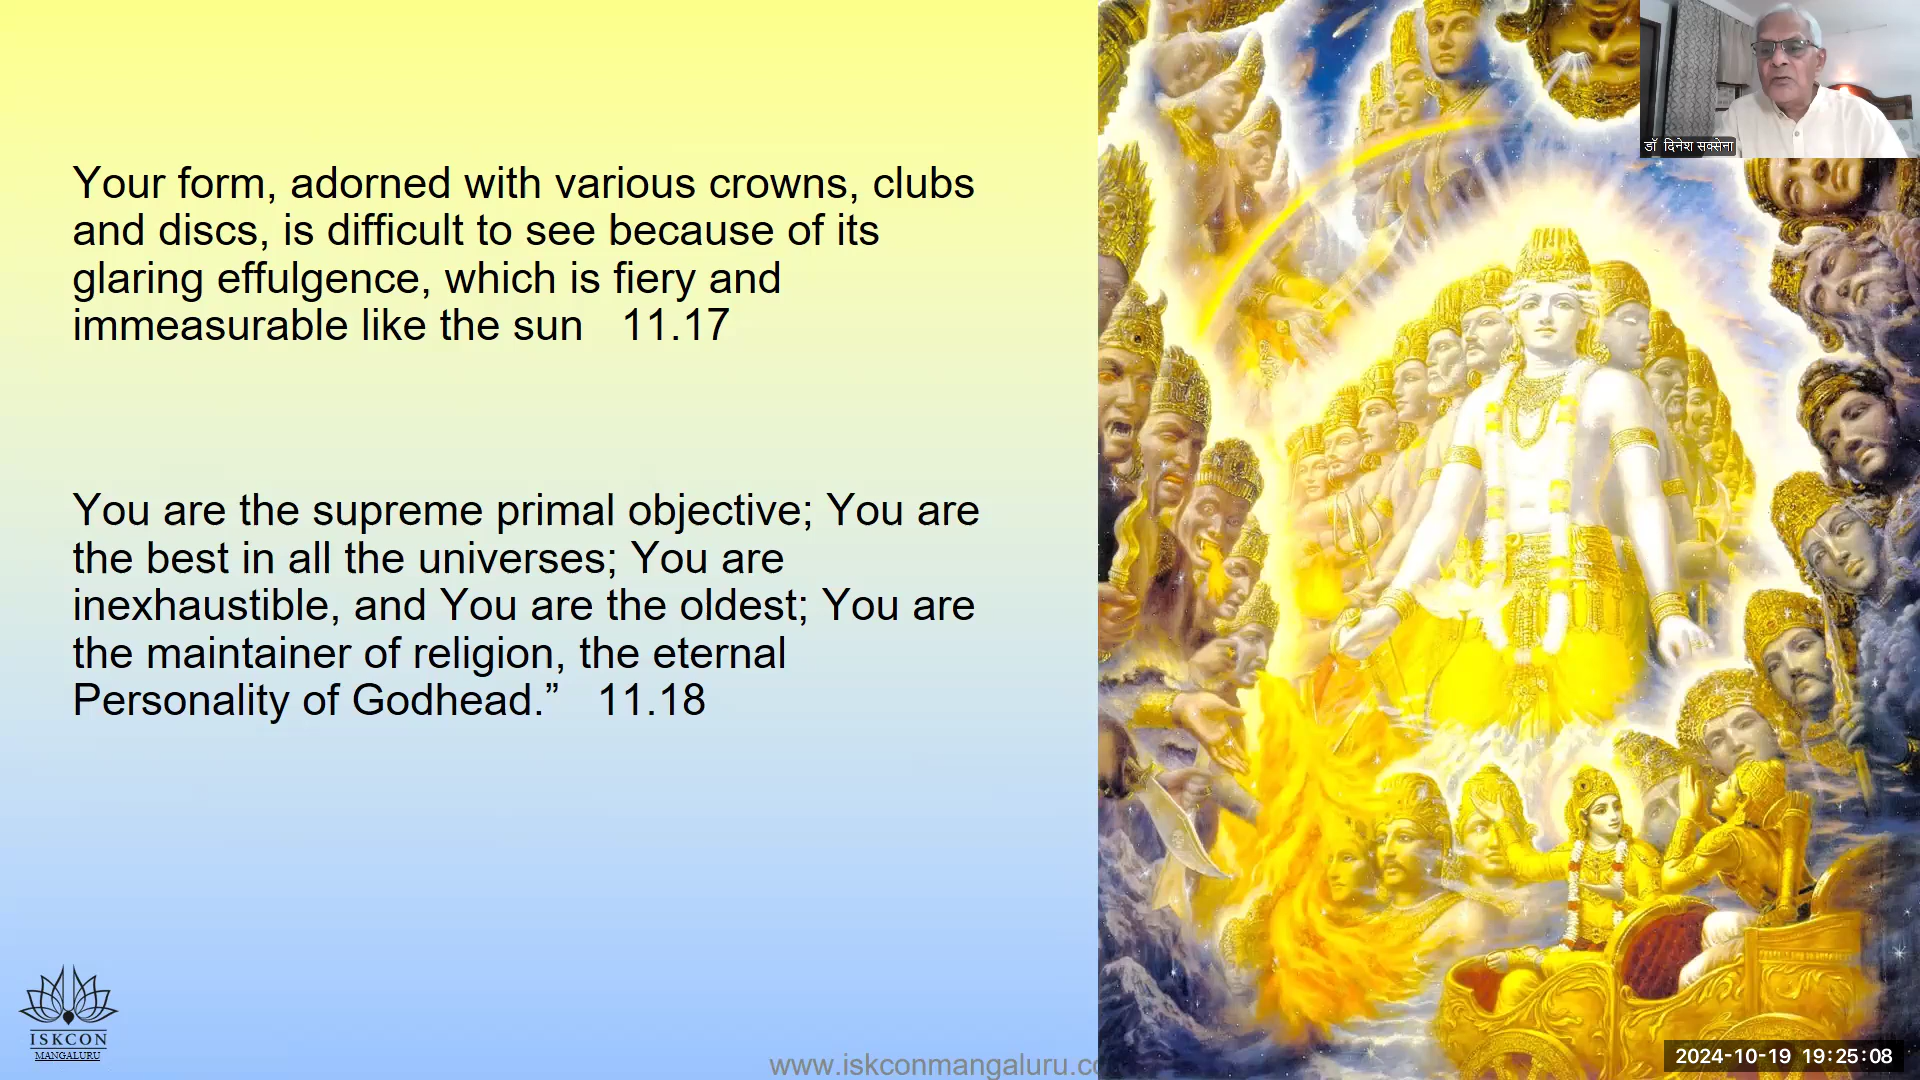 डॉ दिनेश सक्सेना
Your form, adorned with various crowns, clubs
and discs, is difficult to see because of its
glaring effulgence, which is fiery and
immeasurable like the sun 11.17
You are the supreme primal objective; You are
the best in all the universes; You are
inexhaustible, and You are the oldest; You are
the maintainer of religion, the eternal
Personality of Godhead.” 11.18
ISKCON
MANGALURU
www.iskconmangaluru.c
2024-10-19 19:25:08